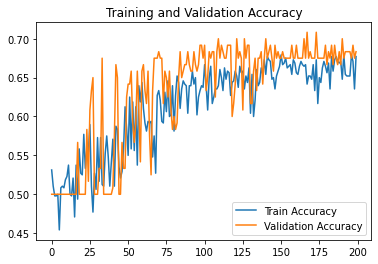 Training and Validation Accuracy
0.70
0.65
0.60
0.55
0.50
0.45
Train Accuracy
Validation Accuracy
0 25 50 75 100 125 150 175 200